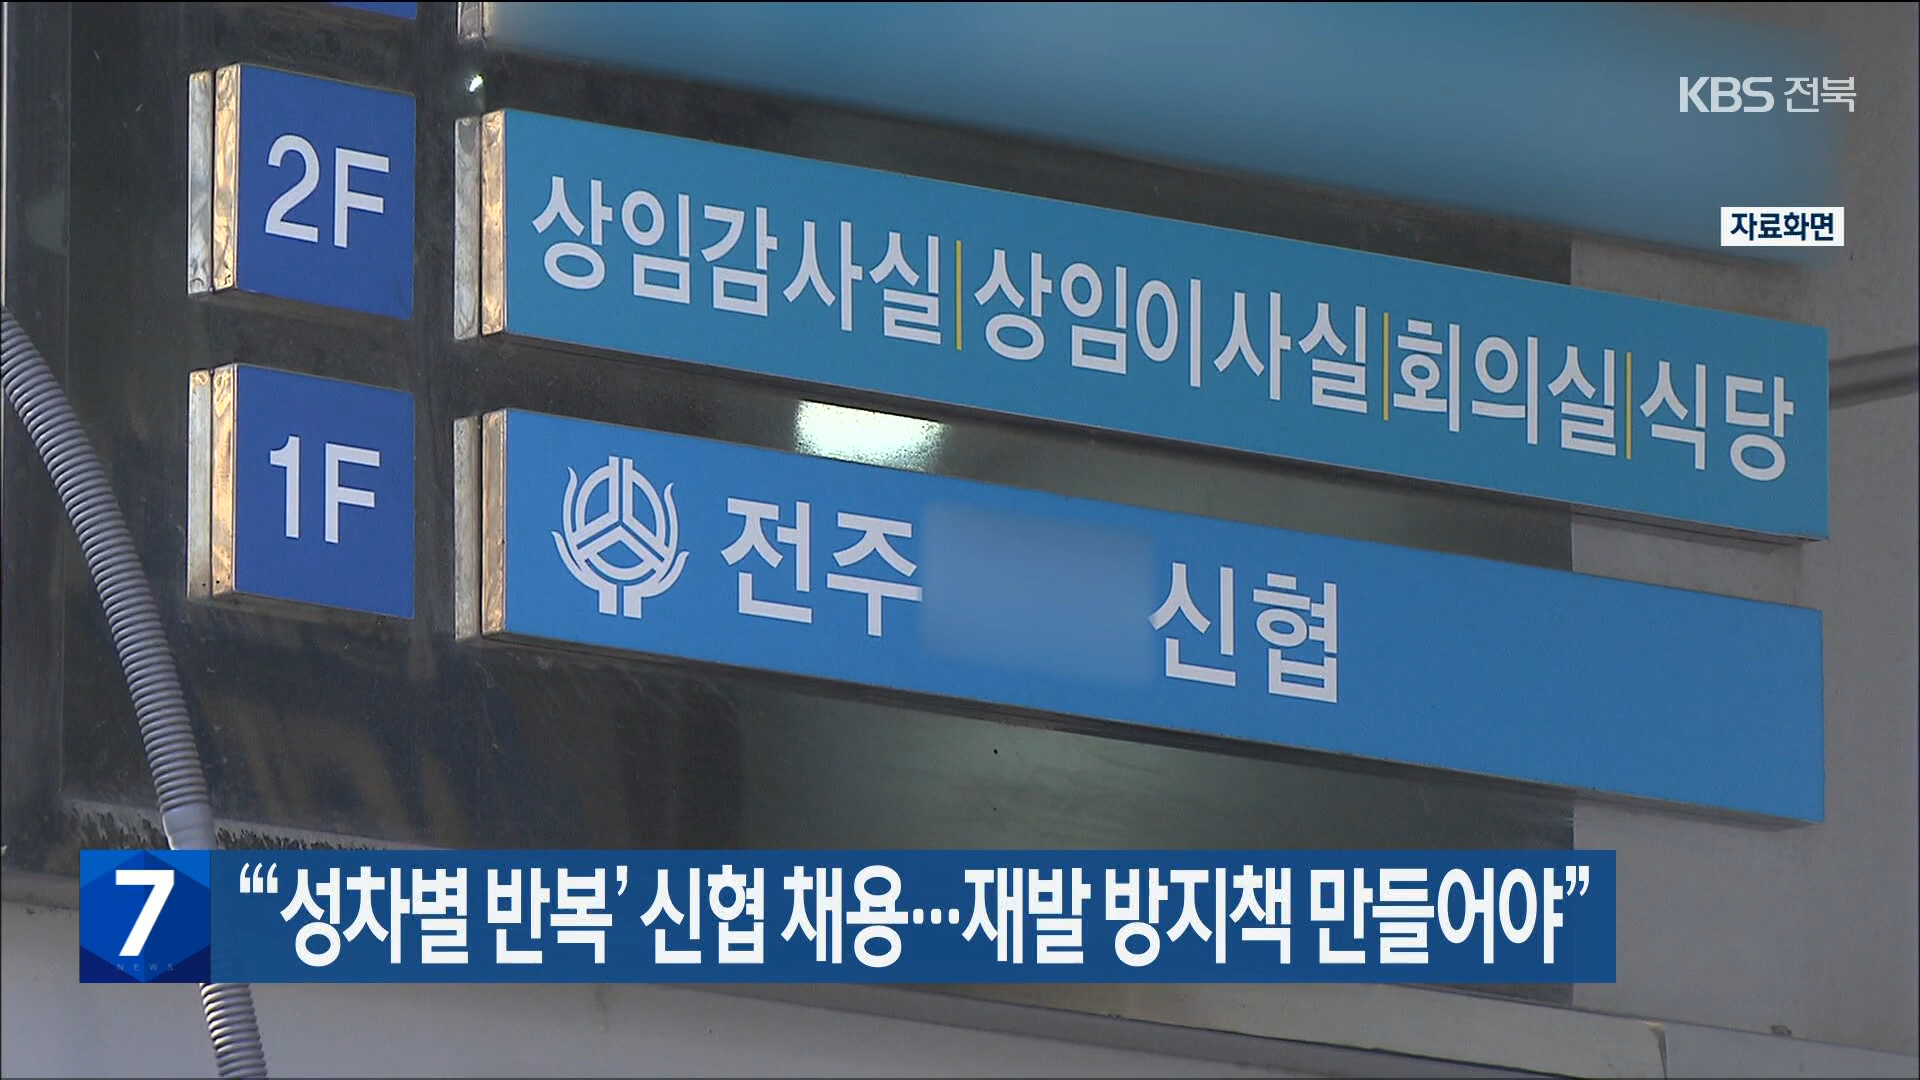 KBS 전북
자료화면
2F
상임감사실|상임이사실|회의실|식당
1F
전주
신협
7
NEWS
“‘성차별 반복’ 신협 채용…재발 방지책 만들어야”